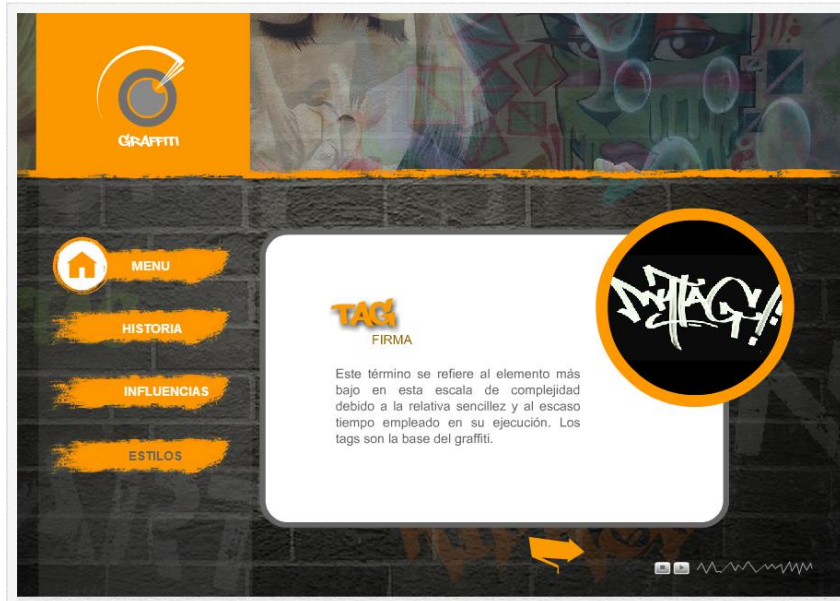 GRAFFITI
MENU
HISTORIA
INFLUENCIAS
ESTILOS
TAG
FIRMA
Este término se refiere al elemento más
bajo en esta escala de complejidad
debido a la relativa sencillez y al escaso
tiempo empleado en su ejecución. Los
tags son la base del graffiti.